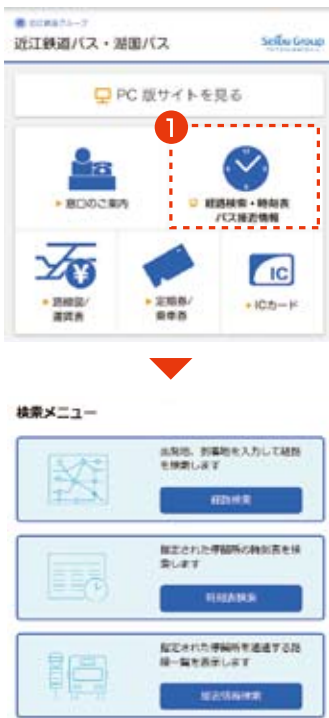 近江鉄道グループ
近江鉄道バス・湖国バス
Seibu Group
PC 版サイトを見る
1
窓口のご案内
経路検索・時刻表
バス接近情報
路線図/
運賃表
定期券/
乗車券
IC
ICカード
検索メニュー
出発地、到着地を入力して経路
を検索します
経路検索
指定された停留所の時刻表を検
索します
時刻表検索
指定された停留所を通過する路
線一覧を表示します
接近情報検索